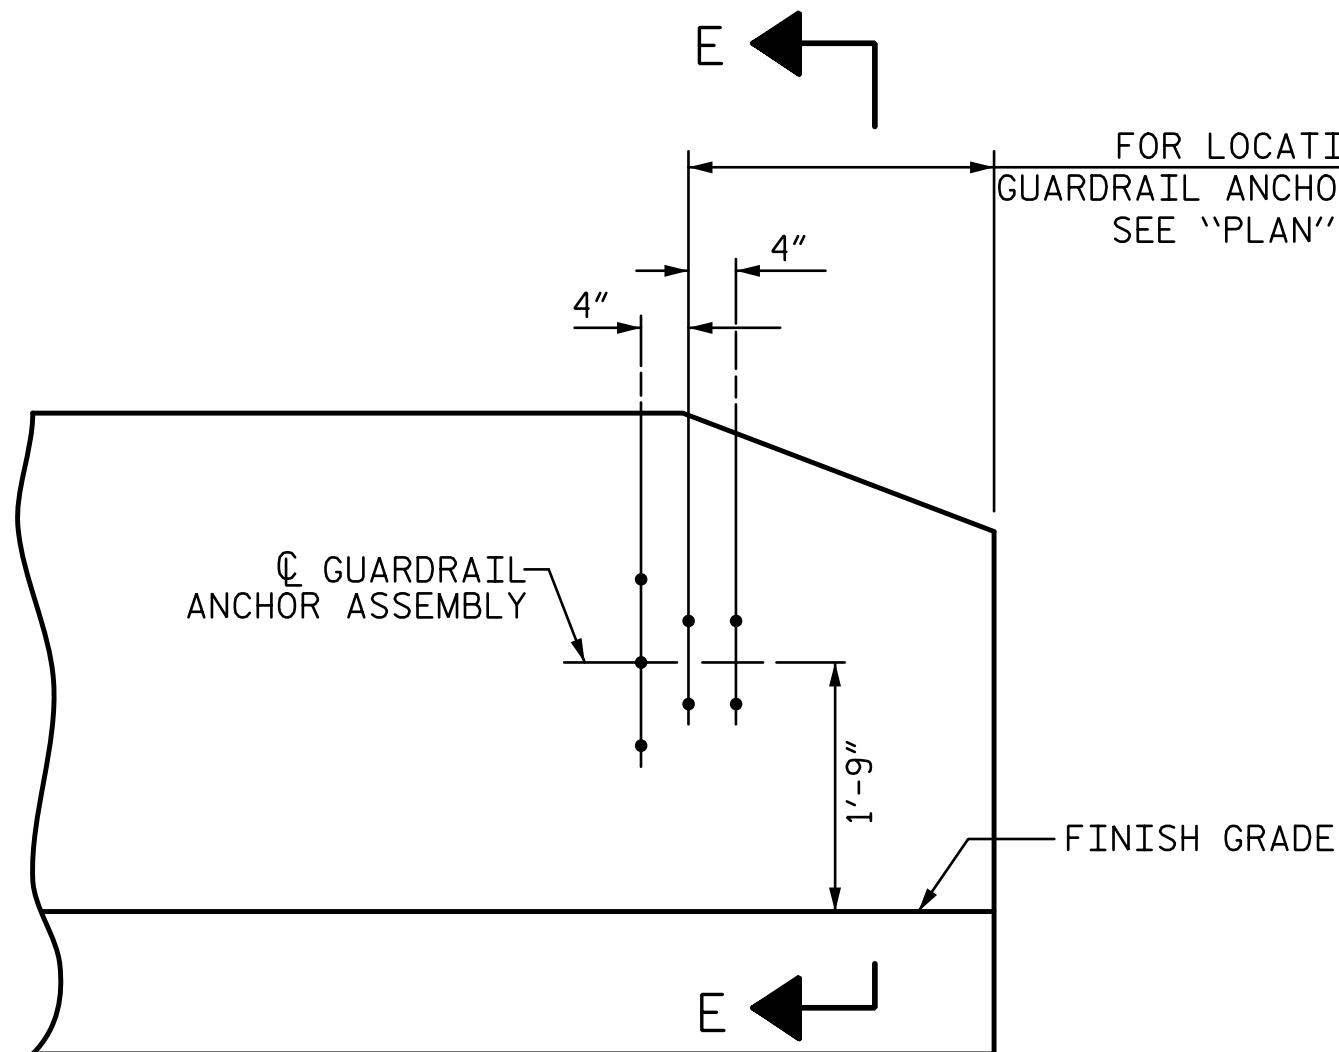 E
FOR LOCATI
GUARDRAIL ANCHO
SEE "PLAN"
4"
4"
℄ GUARDRAIL
ANCHOR ASSEMBLY
1'-9"
FINISH GRADE
E